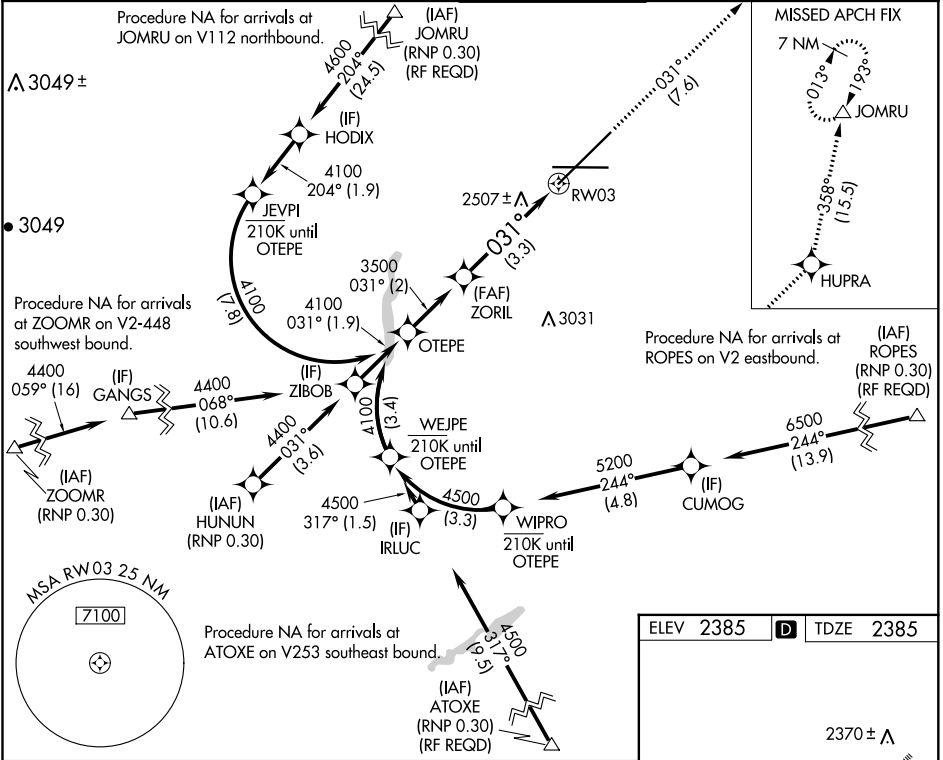 Procedure NA for arrivals at
JOMRU on V112 northbound.
(IAF)
JOMRU
(RNP 0.30)
(RF REQD)
4600
204°
(24.5)
3049 ±
(IF)
HODIX
4100
204° (1.9)
JEVPI
210K until
OTEPE
3049
4100
(7.8)
031°
(7.6)
MISSED APCH FIX
7 NM
013°
193°
JOMRU
358°
(15.5)
HUPRA
2507 ±
RW03
031°
(3.3)
3500
031° (2)
(FAF)
ZORIL
4100
031° (1.9)
OTEPE
3031
Procedure NA for arrivals
at ZOOMR on V2-448
southwest bound.
4400
059° (16)
(IF)
GANGS
4400
068°
(10.6)
(IF)
ZIBOB
Procedure NA for arrivals at
ROPES on V2 eastbound.
(IAF)
ROPES
(RNP 0.30)
(RF REQD)
6500
244°
(13.9)
4100
(3.4)
WEJPE
210K until
OTEPE
4400
031°
(3.6)
(IAF)
ZOOMR
(RNP 0.30)
(IAF)
HUNUN
(RNP 0.30)
4500
317° (1.5)
(IF)
IRLUC
4500
(3.3)
WIPRO
210K until
OTEPE
5200
244°
(4.8)
(IF)
CUMOG
MSA RW03 25 NM
7100
Procedure NA for arrivals at
ATOXE on V253 southeast bound.
4500
317°
(9.5)
(IAF)
ATOXE
(RNP 0.30)
(RF REQD)
ELEV 2385 D TDZE 2385
2370 ±